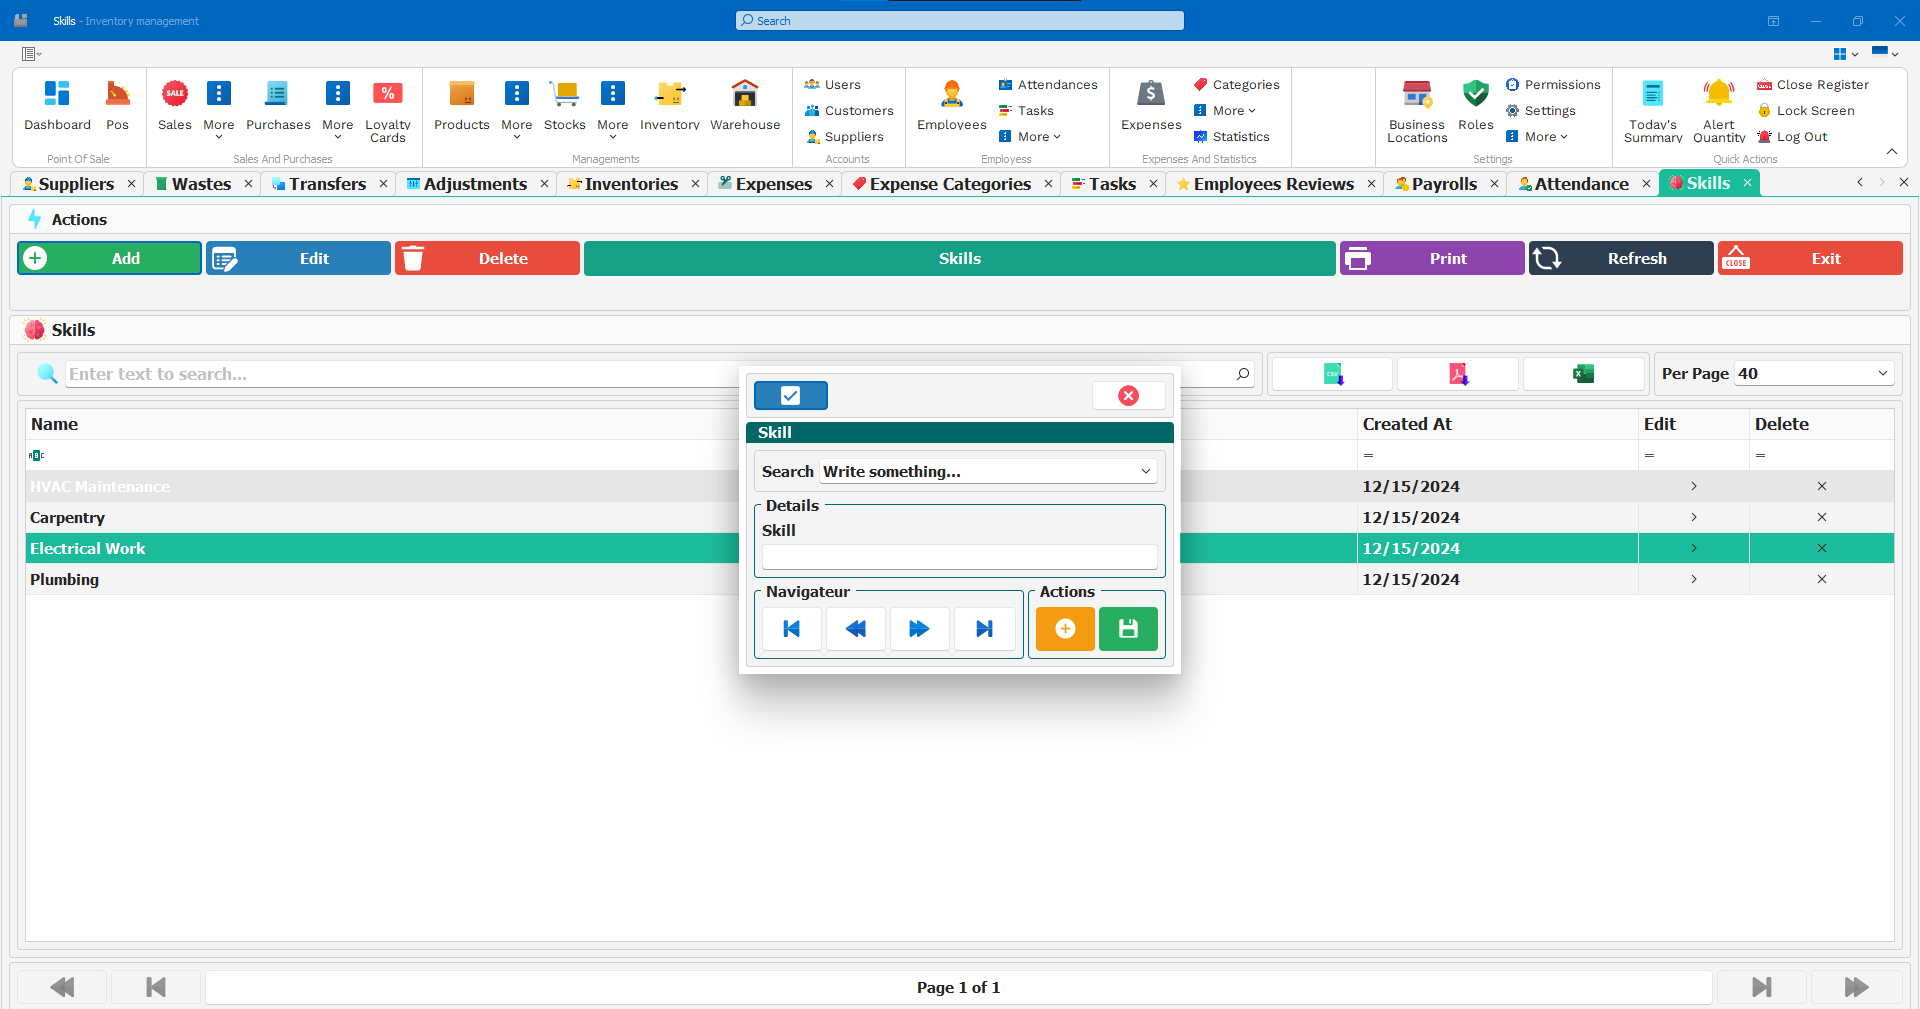 Skills - Inventory management
Search
Dashboard
Pos
Point Of Sale
Sales
More
Purchases
More
Loyalty Cards
Sales And Purchases
Products
More
Stocks
More
Inventory
Warehouse
Managements
Users
Customers
Suppliers
Accounts
Employees
Attendances
Tasks
More
Employess
Expenses
Categories
More
Statistics
Expenses And Statistics
Business Locations
Roles
Permissions
Settings
More
Settings
Today's Summary
Alert Quantity
Close Register
Lock Screen
Log Out
Quick Actions
Suppliers
Wastes
Transfers
Adjustments
Inventories
Expenses
Expense Categories
Tasks
Employees Reviews
Payrolls
Attendance
Skills
Actions
Add
Edit
Delete
Skills
Print
Refresh
CLOSE
Exit
Skills
Enter text to search...
Per Page 40
Name Created At Edit Delete
= = =
HVAC Maintenance 12/15/2024
Carpentry 12/15/2024
Electrical Work 12/15/2024
Plumbing 12/15/2024
Skill
Search Write something...
Details
Skill
Navigateur
Actions
Page 1 of 1